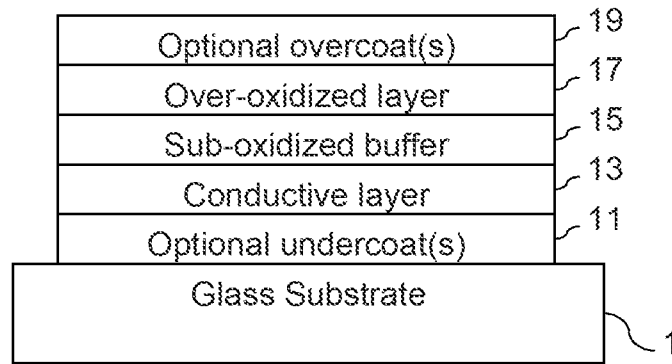 Optional overcoat(s) 19
Over-oxidized layer 17
Sub-oxidized buffer 15
Conductive layer 13
Optional undercoat(s) 11
Glass Substrate
1